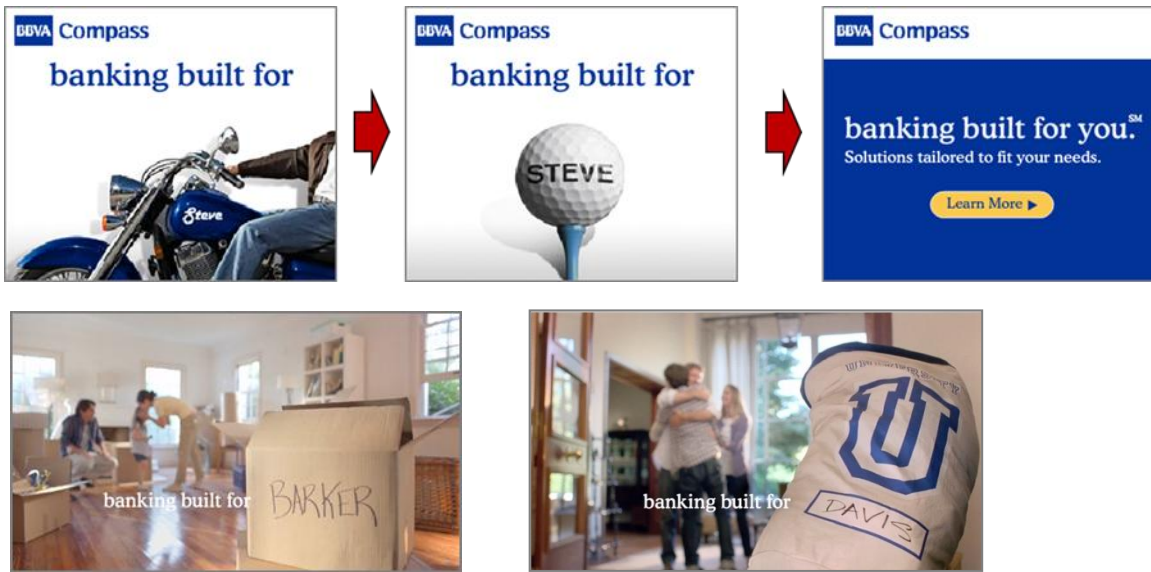 BBVA Compass
banking built for
Steve
BBVA Compass
banking built for
STEVE
BBVA Compass
banking built for you.℠
Solutions tailored to fit your needs.
Learn More ▶
banking built for BARKER
U
banking built for DAVIS